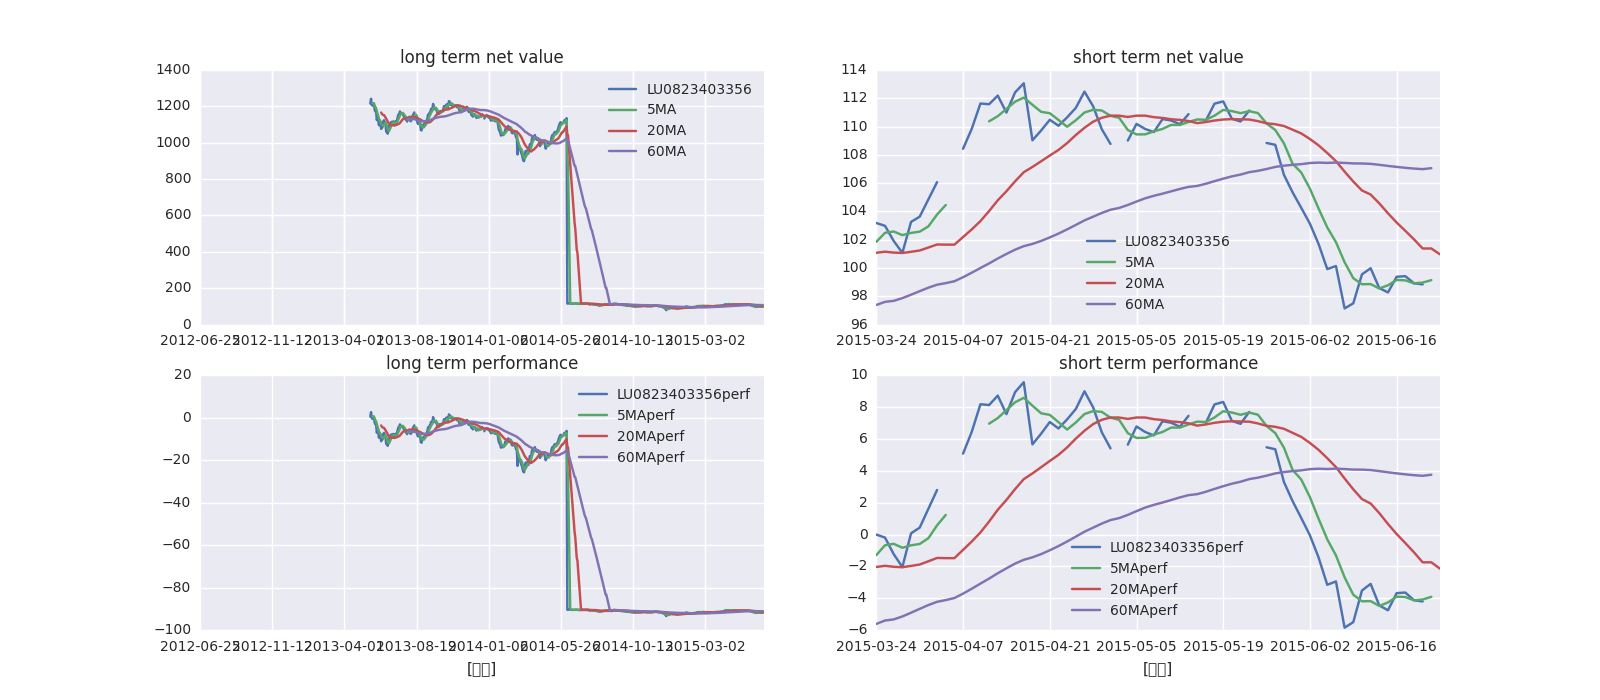 long term net value
1400
1200
1000
800
600
400
200
0
LU0823403356
5MA
20MA
60MA
2012-06-25 2012-11-12 2013-04-01 2013-08-19 2014-01-06 2014-05-26 2014-10-13 2015-03-02
short term net value
114
112
110
108
106
104
102
100
98
96
LU0823403356
5MA
20MA
60MA
2015-03-24 2015-04-07 2015-04-21 2015-05-05 2015-05-19 2015-06-02 2015-06-16
long term performance
20
0
−20
−40
−60
−80
−100
LU0823403356perf
5MAperf
20MAperf
60MAperf
2012-06-25 2012-11-12 2013-04-01 2013-08-19 2014-01-06 2014-05-26 2014-10-13 2015-03-02
short term performance
10
8
6
4
2
0
−2
−4
−6
LU0823403356perf
5MAperf
20MAperf
60MAperf
2015-03-24 2015-04-07 2015-04-21 2015-05-05 2015-05-19 2015-06-02 2015-06-16